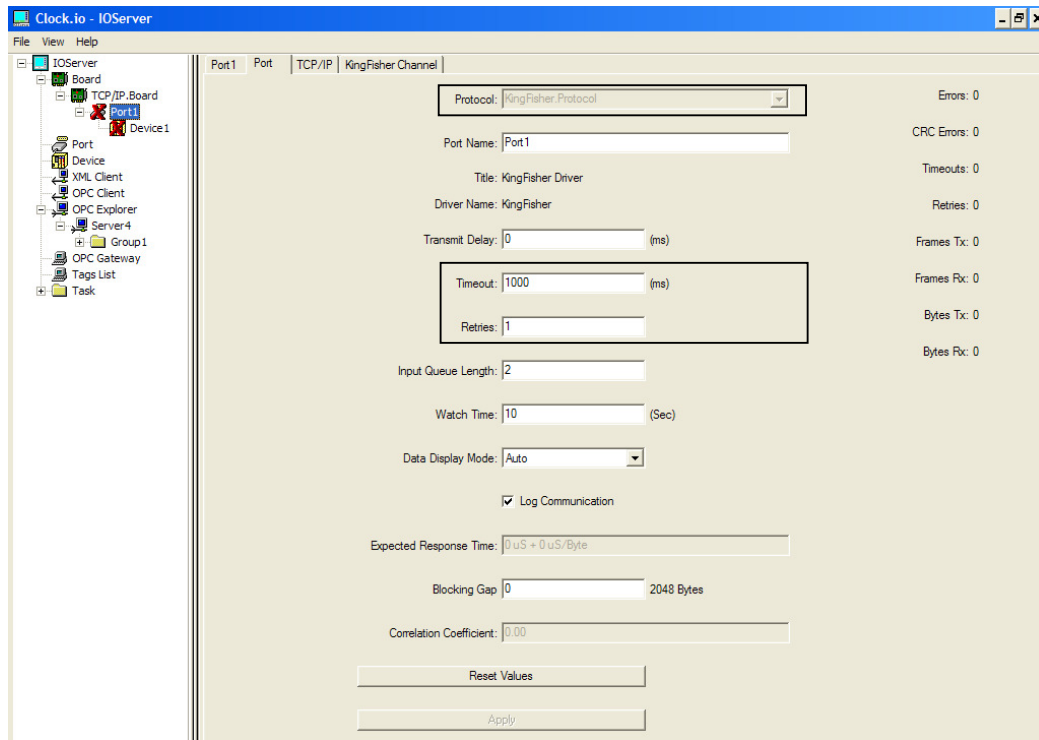 Clock.io - IOServer
File View Help
IOServer
Board
TCP/IP.Board
Port1
Device1
Port
Device
XML Client
OPC Client
OPC Explorer
Server4
Group1
OPC Gateway
Tags List
Task
Port1 Port TCP/IP KingFisher Channel
Protocol: KingFisher.Protocol
Port Name: Port1
Title: KingFisher Driver
Driver Name: KingFisher
Transmit Delay: 0 (ms)
Timeout: 1000 (ms)
Retries: 1
Input Queue Length: 2
Watch Time: 10 (Sec)
Data Display Mode: Auto
Log Communication
Expected Response Time: 0 uS + 0 uS/Byte
Blocking Gap 0 2048 Bytes
Correlation Coefficient: 0.00
Reset Values
Apply
Errors: 0
CRC Errors: 0
Timeouts: 0
Retries: 0
Frames Tx: 0
Frames Rx: 0
Bytes Tx: 0
Bytes Rx: 0